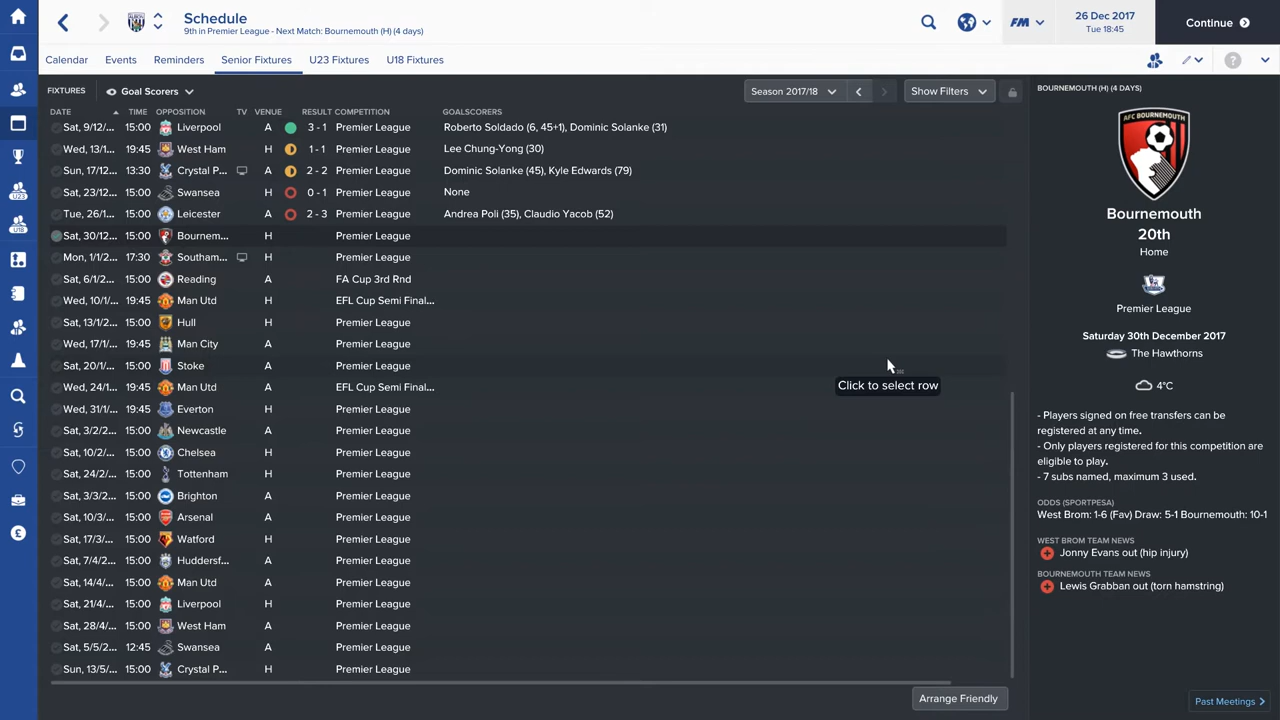 Schedule
9th in Premier League - Next Match: Bournemouth (H) (4 days)
FM
26 Dec 2017
Tue 18:45
Continue
Calendar Events Reminders Senior Fixtures U23 Fixtures U18 Fixtures
FIXTURES Goal Scorers Season 2017/18 Show Filters
DATE TIME OPPOSITION TV VENUE RESULT COMPETITION GOALSCORERS
Sat, 9/12/... 15:00 Liverpool A 3 - 1 Premier League Roberto Soldado (6, 45+1), Dominic Solanke (31)
Wed, 13/1... 19:45 West Ham H 1 - 1 Premier League Lee Chung-Yong (30)
Sun, 17/12... 13:30 Crystal P... A 2 - 2 Premier League Dominic Solanke (45), Kyle Edwards (79)
Sat, 23/12... 15:00 Swansea H 0 - 1 Premier League None
Tue, 26/1... 15:00 Leicester A 2 - 3 Premier League Andrea Poli (35), Claudio Yacob (52)
Sat, 30/12... 15:00 Bournem... H Premier League
Mon, 1/1/2... 17:30 Southam... H Premier League
Sat, 6/1/2... 15:00 Reading A FA Cup 3rd Rnd
Wed, 10/1/... 19:45 Man Utd H EFL Cup Semi Final...
Sat, 13/1/2... 15:00 Hull H Premier League
Wed, 17/1/... 19:45 Man City A Premier League
Sat, 20/1/... 15:00 Stoke A Premier League
Wed, 24/1... 19:45 Man Utd A EFL Cup Semi Final...
Wed, 31/1/... 19:45 Everton H Premier League
Sat, 3/2/2... 15:00 Newcastle A Premier League
Sat, 10/2/... 15:00 Chelsea H Premier League
Sat, 24/2/... 15:00 Tottenham H Premier League
Sat, 3/3/2... 15:00 Brighton A Premier League
Sat, 10/3/... 15:00 Arsenal A Premier League
Sat, 17/3/... 15:00 Watford H Premier League
Sat, 7/4/2... 15:00 Huddersf... A Premier League
Sat, 14/4/... 15:00 Man Utd A Premier League
Sat, 21/4/... 15:00 Liverpool H Premier League
Sat, 28/4/... 15:00 West Ham A Premier League
Sat, 5/5/2... 12:45 Swansea A Premier League
Sun, 13/5/... 15:00 Crystal P... H Premier League
Click to select row
Arrange Friendly
BOURNEMOUTH (H) (4 DAYS)
AFC BOURNEMOUTH
Bournemouth
20th
Home
Premier League
Saturday 30th December 2017
The Hawthorns
4°C
- Players signed on free transfers can be
registered at any time.
- Only players registered for this competition are
eligible to play.
- 7 subs named, maximum 3 used.
ODDS (SPORTPESA)
West Brom: 1-6 (Fav) Draw: 5-1 Bournemouth: 10-1
WEST BROM TEAM NEWS
Jonny Evans out (hip injury)
BOURNEMOUTH TEAM NEWS
Lewis Grabban out (torn hamstring)
Past Meetings
U23
U18